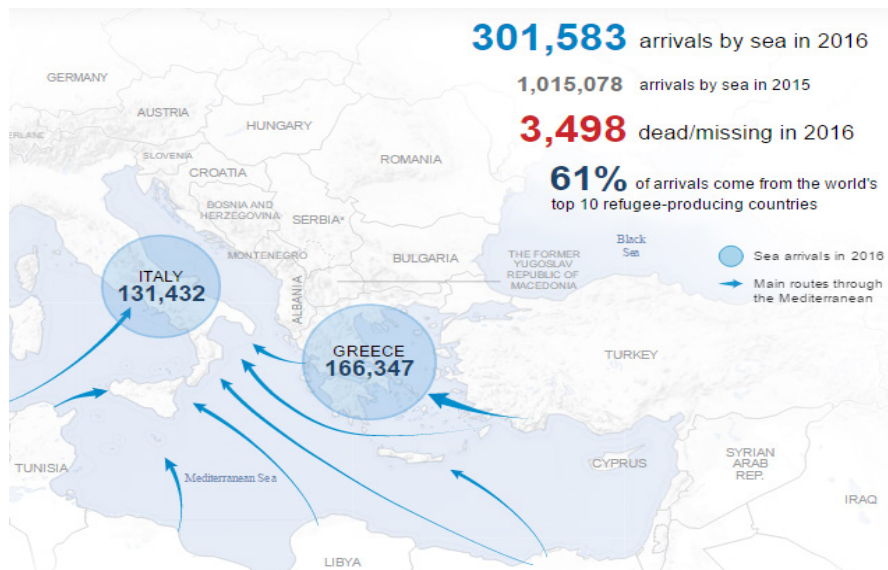 301,583 arrivals by sea in 2016
1,015,078 arrivals by sea in 2015
3,498 dead/missing in 2016
61% of arrivals come from the world's
top 10 refugee-producing countries
Sea arrivals in 2016
Main routes through
the Mediterranean
GERMANY
AUSTRIA
ERLAND
HUNGARY
SLOVENIA
CROATIA
ROMANIA
BOSNIA AND
HERZEGOVINA
SERBIA*
MONTENEGRO
BULGARIA
THE FORMER
YUGOSLAV
REPUBLIC OF
MACEDONIA
Black
Sea
ITALY
131,432
ALBANIA
GREECE
166,347
TURKEY
TUNISIA
Mediterranean Sea
CYPRUS
SYRIAN
ARAB
REP.
IRAQ
LIBYA